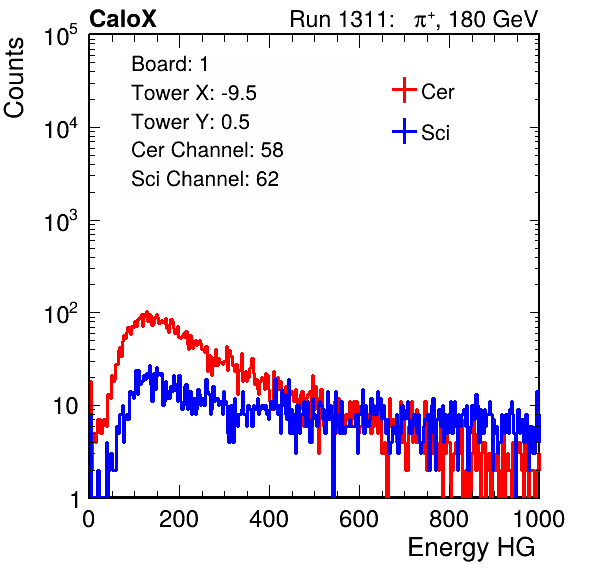 CaloX Run 1311: π⁺, 180 GeV
Counts
10⁵
10⁴
10³
10²
10
1
Board: 1
Tower X: -9.5
Tower Y: 0.5
Cer Channel: 58
Sci Channel: 62
Cer
Sci
0 200 400 600 800 1000
Energy HG